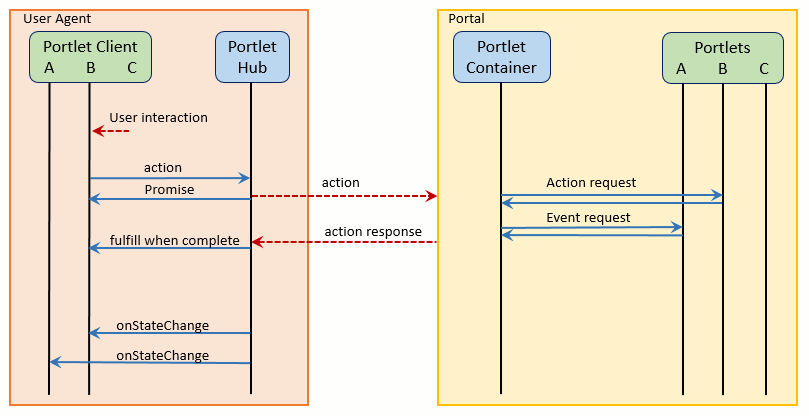 User Agent
Portlet Client
A B C
Portlet
Hub
Portal
Portlet
Container
Portlets
A B C
User interaction
action
Promise
action
Action request
Event request
action response
fulfill when complete
onStateChange
onStateChange